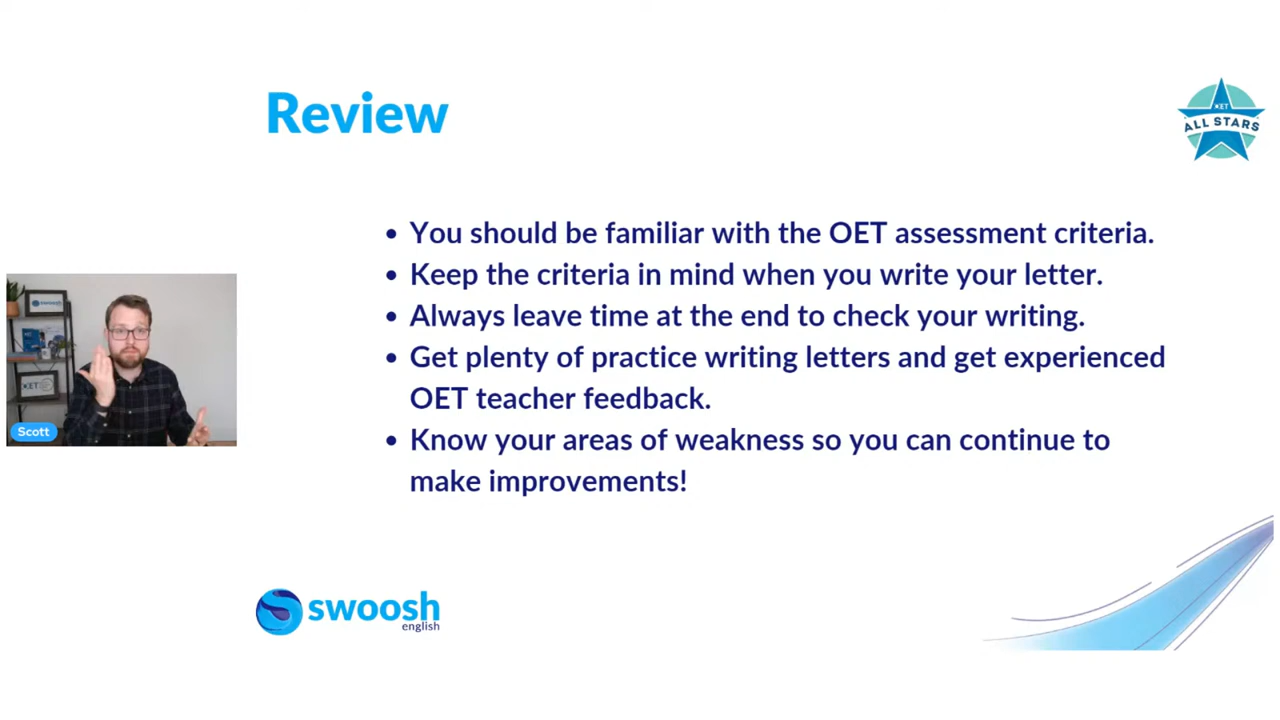 Review
OET
ALL STARS
• You should be familiar with the OET assessment criteria.
• Keep the criteria in mind when you write your letter.
• Always leave time at the end to check your writing.
• Get plenty of practice writing letters and get experienced
OET teacher feedback.
• Know your areas of weakness so you can continue to
make improvements!
swoosh
OET
Scott
swoosh
english